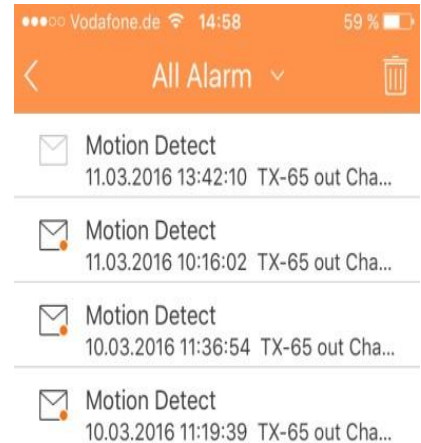 Vodafone.de 14:58 59 %
All Alarm
Motion Detect
11.03.2016 13:42:10 TX-65 out Cha...
Motion Detect
11.03.2016 10:16:02 TX-65 out Cha...
Motion Detect
10.03.2016 11:36:54 TX-65 out Cha...
Motion Detect
10.03.2016 11:19:39 TX-65 out Cha...